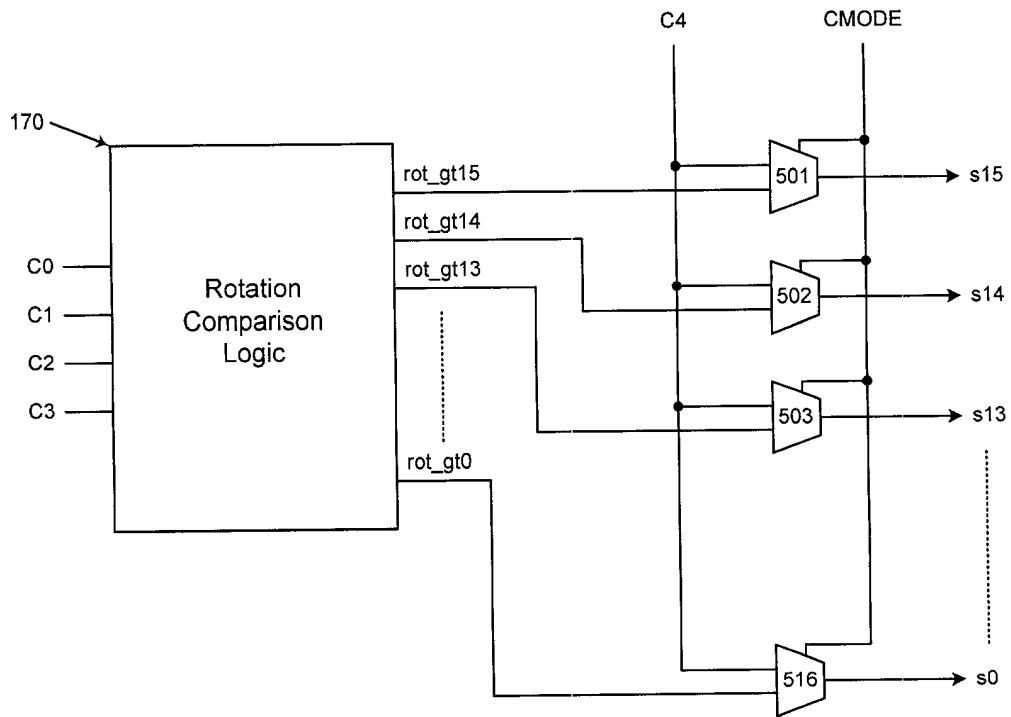 C4
CMODE
170
rot_gt15
501
s15
rot_gt14
C0
rot_gt13
502
s14
Rotation
Comparison
Logic
C1
C2
C3
503
s13
rot_gt0
516
s0